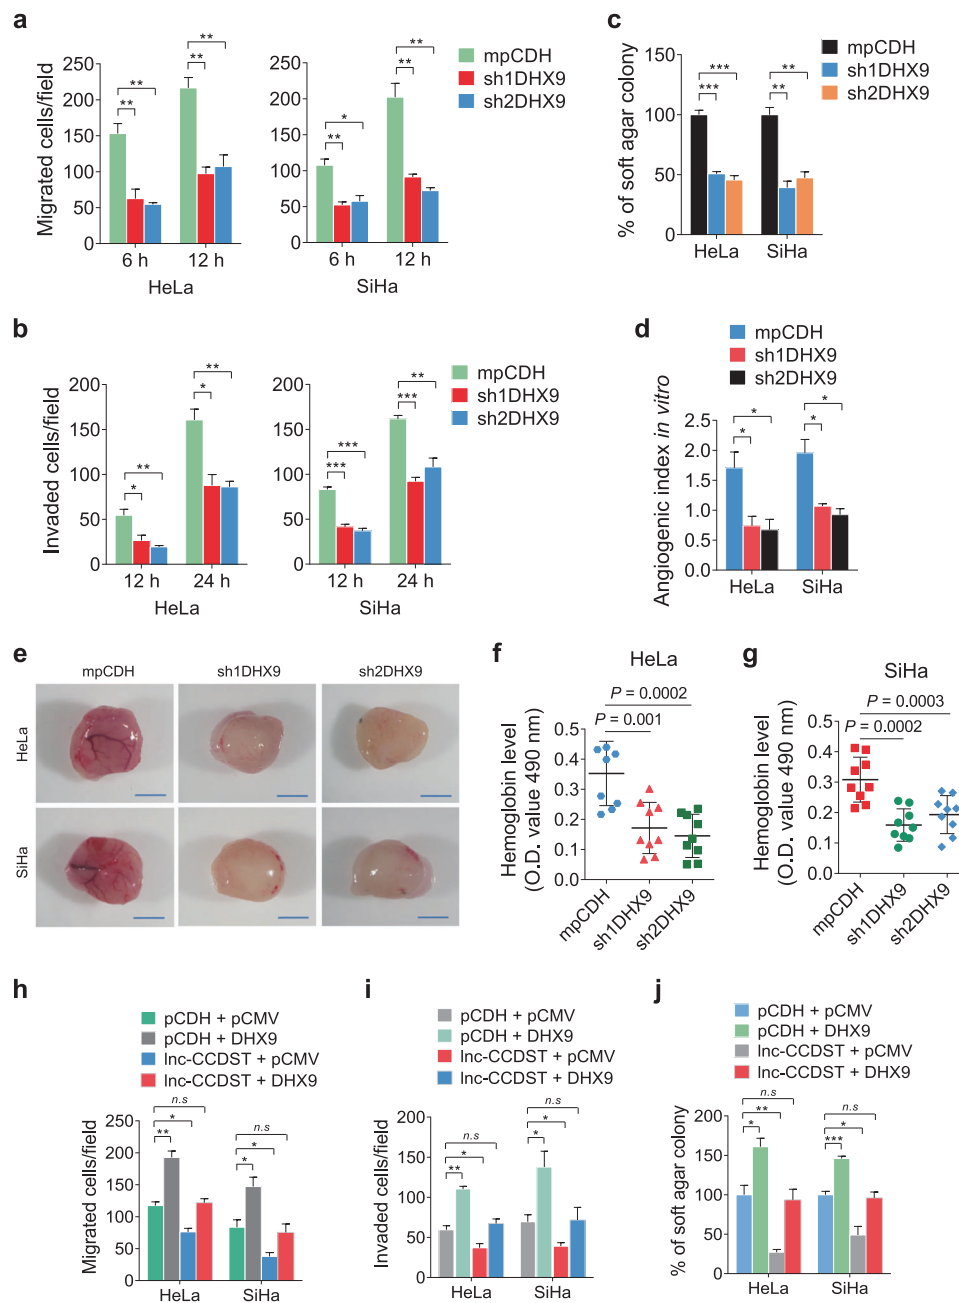 a
Migrated cells/field
250
200
150
100
50
0
** ** ** **
6 h 12 h
HeLa
250
200
150
100
50
0
** * ** **
6 h 12 h
SiHa
mpCDH
sh1DHX9
sh2DHX9
c
% of soft agar colony
150
100
50
0
*** *** ** **
HeLa SiHa
mpCDH
sh1DHX9
sh2DHX9
b
Invaded cells/field
200
150
100
50
0
* ** * **
12 h 24 h
HeLa
200
150
100
50
0
*** *** *** **
12 h 24 h
SiHa
mpCDH
sh1DHX9
sh2DHX9
d
mpCDH
sh1DHX9
sh2DHX9
Angiogenic index in vitro
2.5
2.0
1.5
1.0
0.5
0.0
* * * *
HeLa SiHa
e
mpCDH sh1DHX9 sh2DHX9
HeLa
SiHa
f
HeLa
P = 0.0002
P = 0.001
Hemoglobin level
(O.D. value 490 nm)
0.5
0.4
0.3
0.2
0.1
0.0
mpCDH sh1DHX9 sh2DHX9
g
SiHa
P = 0.0003
P = 0.0002
Hemoglobin level
(O.D. value 490 nm)
0.5
0.4
0.3
0.2
0.1
0.0
mpCDH sh1DHX9 sh2DHX9
h
pCDH + pCMV
pCDH + DHX9
lnc-CCDST + pCMV
lnc-CCDST + DHX9
Migrated cells/field
250
200
150
100
50
0
n.s
*
**
n.s
*
*
HeLa SiHa
i
pCDH + pCMV
pCDH + DHX9
lnc-CCDST + pCMV
lnc-CCDST + DHX9
Invaded cells/field
200
150
100
50
0
n.s
*
**
n.s
*
*
HeLa SiHa
j
pCDH + pCMV
pCDH + DHX9
lnc-CCDST + pCMV
lnc-CCDST + DHX9
% of soft agar colony
200
150
100
50
0
n.s
**
*
n.s
*
***
HeLa SiHa